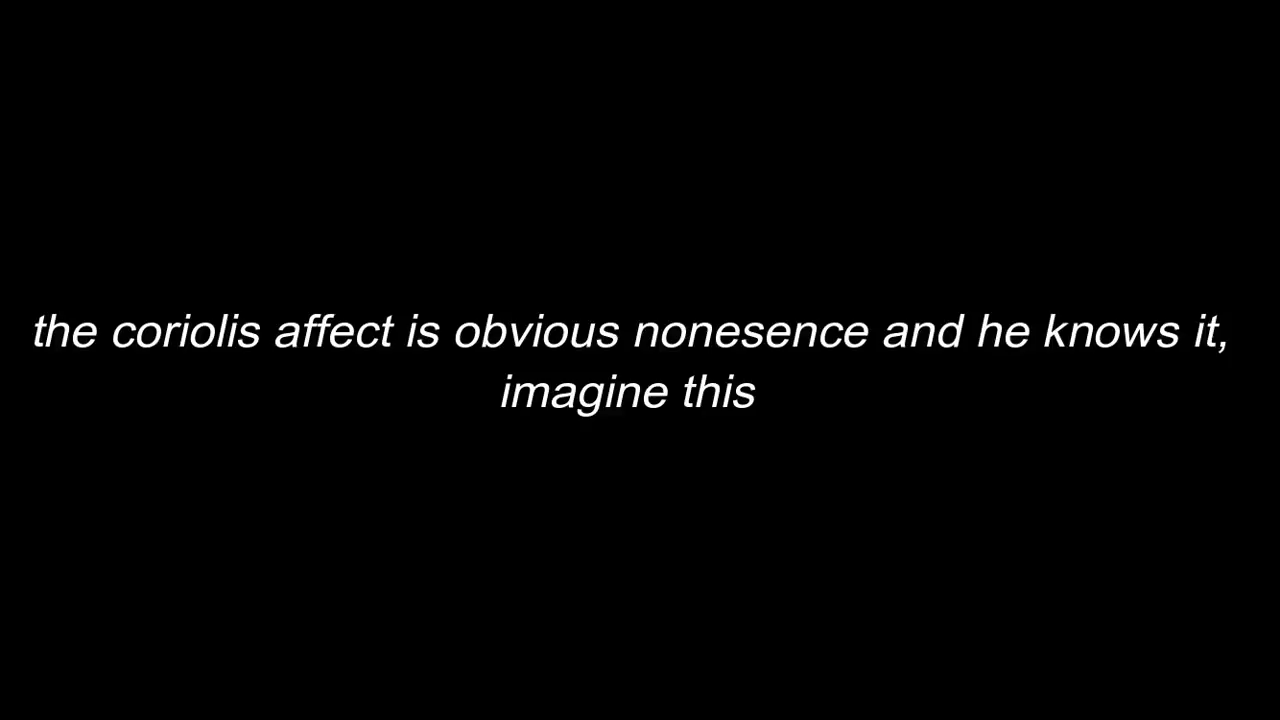 the coriolis affect is obvious nonesence and he knows it,
imagine this